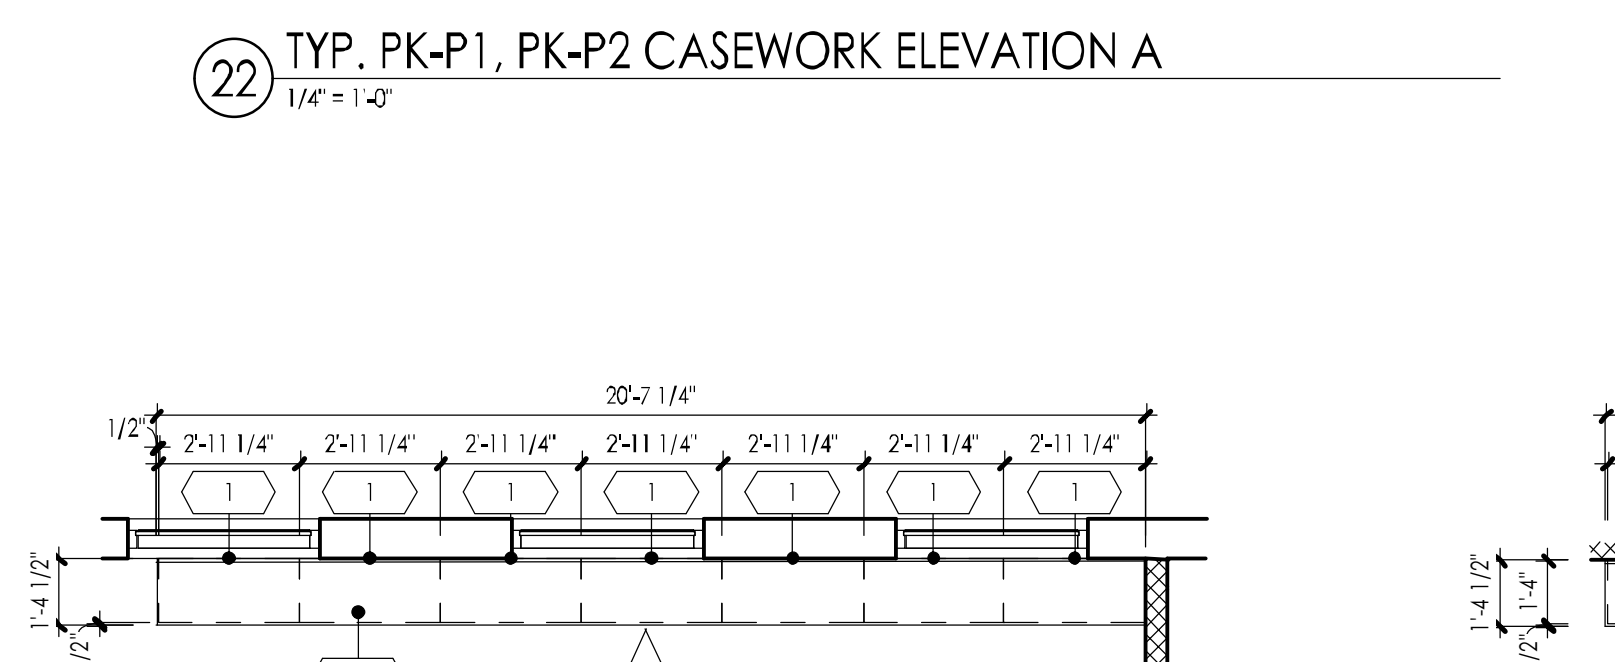 22
TYP. PK-P1, PK-P2 CASEWORK ELEVATION A
1/4" = 1'-0"
20'-7 1/4"
1/2"
2'-11 1/4" 2'-11 1/4" 2'-11 1/4" 2'-11 1/4" 2'-11 1/4" 2'-11 1/4" 2'-11 1/4"
1 1 1 1 1 1 1
1'-4 1/2"
/2"
1'-4 1/2"
1'-4"
/2"